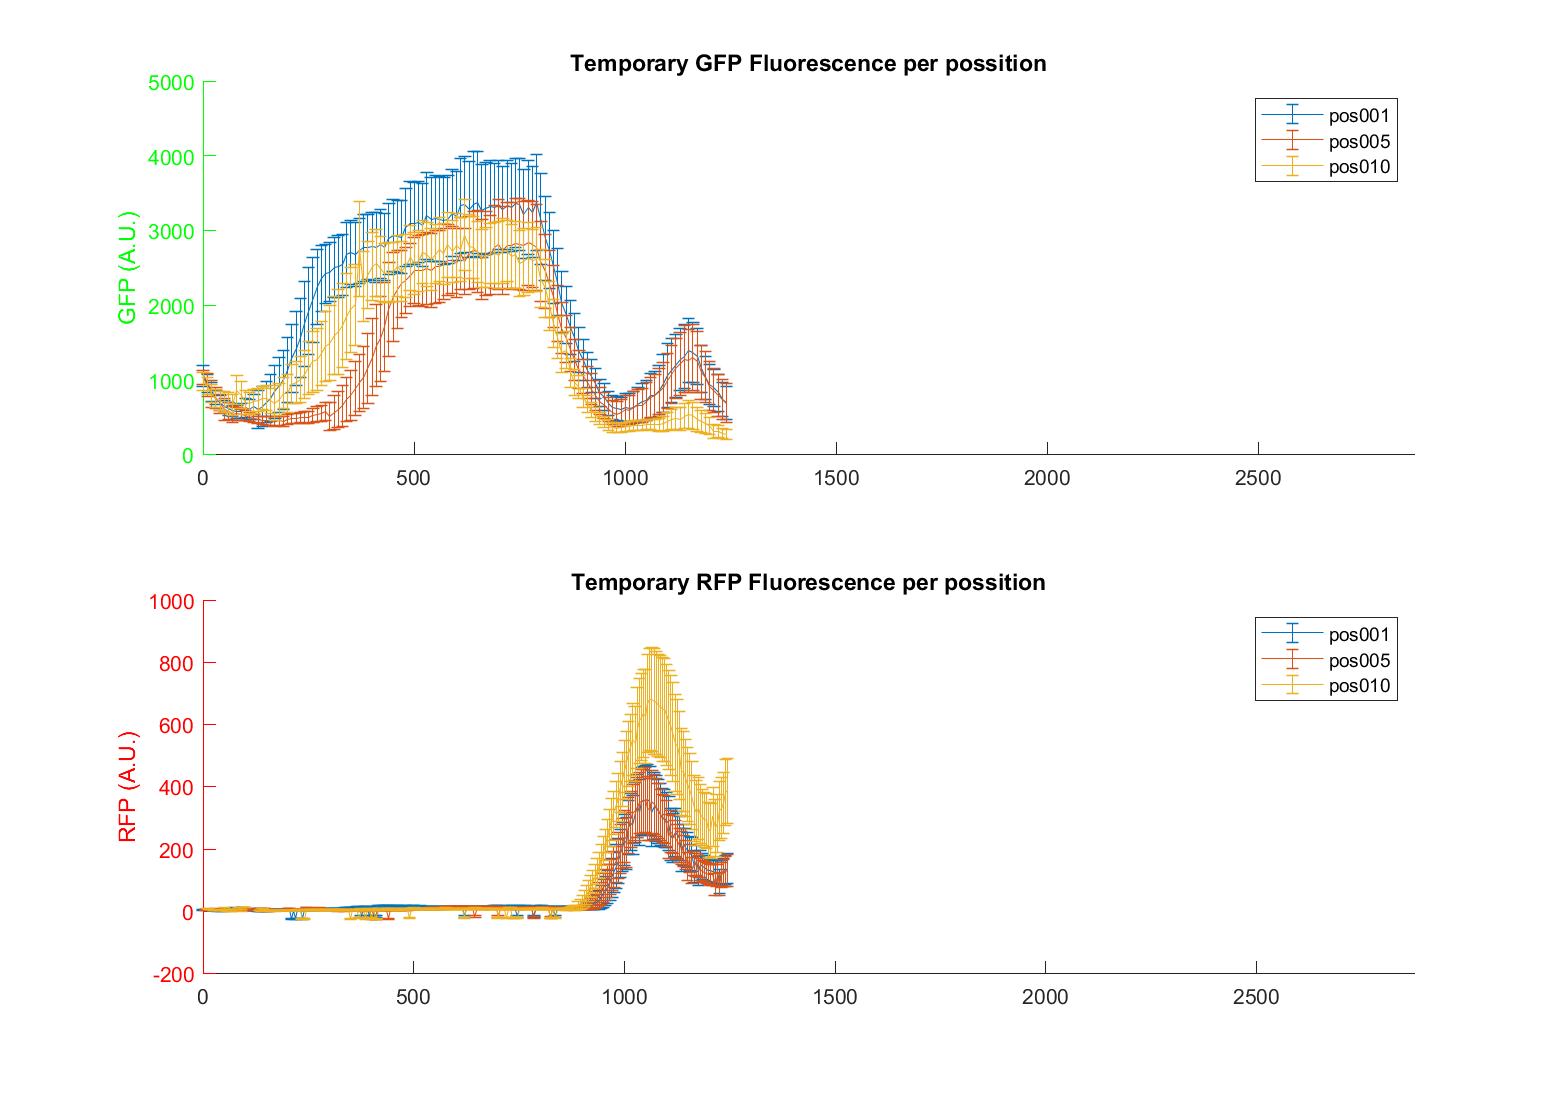 Temporary GFP Fluorescence per possition
5000
4000
3000
2000
1000
0
GFP (A.U.)
0 500 1000 1500 2000 2500
pos001
pos005
pos010
Temporary RFP Fluorescence per possition
1000
800
600
400
200
0
-200
RFP (A.U.)
0 500 1000 1500 2000 2500
pos001
pos005
pos010